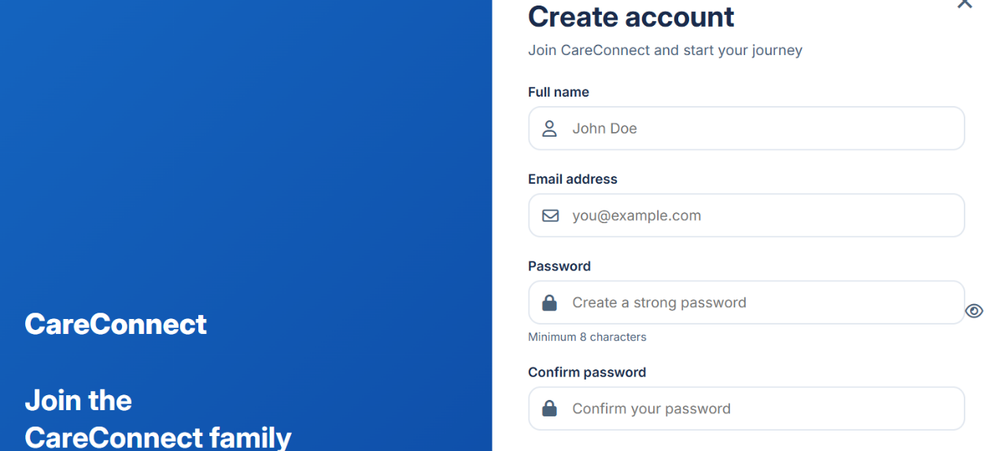 CareConnect
Join the
CareConnect family
Create account
Join CareConnect and start your journey
Full name
John Doe
Email address
you@example.com
Password
Create a strong password
Minimum 8 characters
Confirm password
Confirm your password